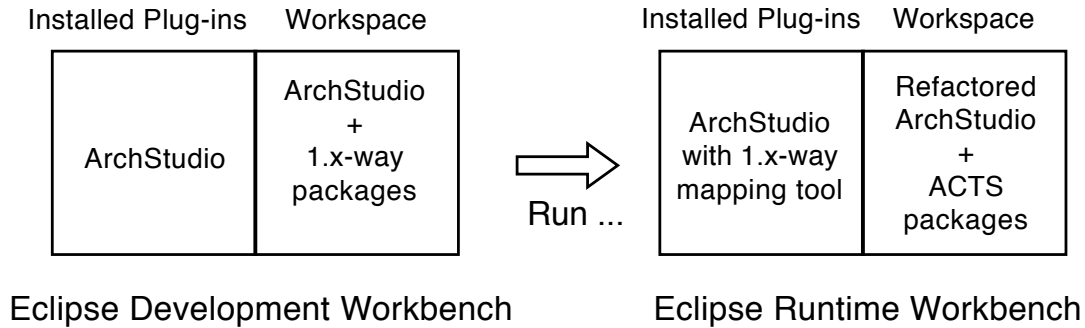 Installed Plug-ins Workspace
ArchStudio
ArchStudio
+
1.x-way
packages
Eclipse Development Workbench
Run ...
Installed Plug-ins Workspace
ArchStudio
with 1.x-way
mapping tool
Refactored
ArchStudio
+
ACTS
packages
Eclipse Runtime Workbench